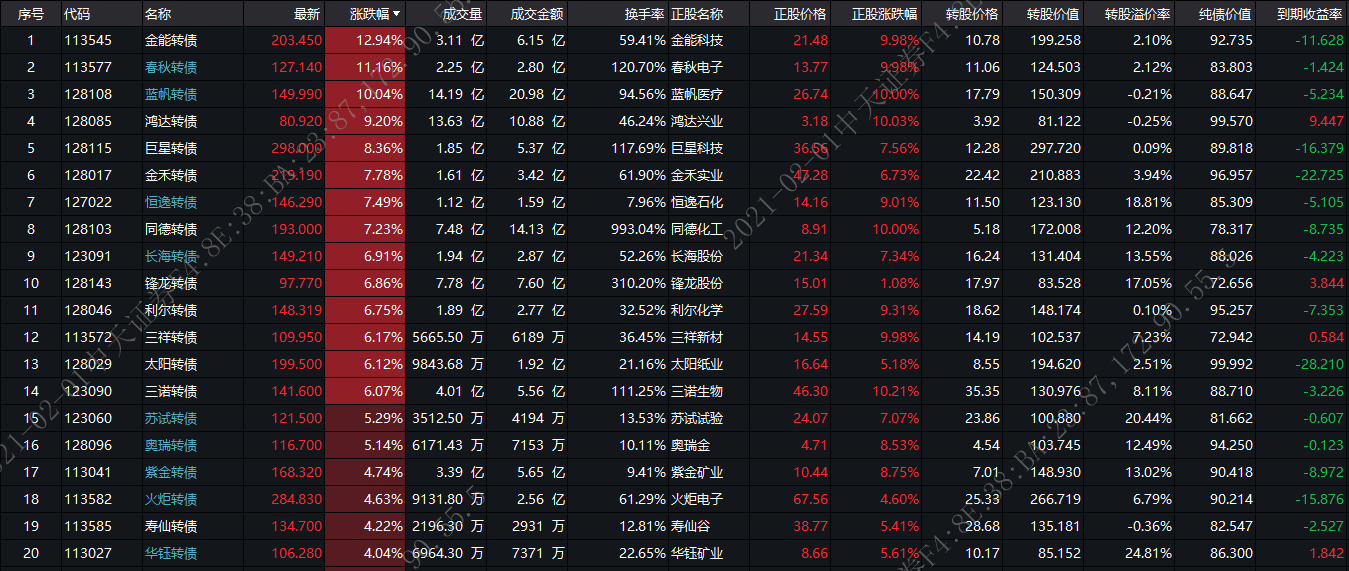 序号 代码 名称 最新 涨跌幅 成交量 成交金额 换手率 正股名称 正股价格 正股涨跌幅 转股价格 转股价值 转股溢价率 纯债价值 到期收益率
1 113545 金能转债 203.450 12.94% 3.11 亿 6.15 亿 59.41% 金能科技 21.48 9.98% 10.78 199.258 2.10% 92.735 -11.628
2 113577 春秋转债 127.140 11.16% 2.25 亿 2.80 亿 120.70% 春秋电子 13.77 9.98% 11.06 124.503 2.12% 83.803 -1.424
3 128108 蓝帆转债 149.990 10.04% 14.19 亿 20.98 亿 94.56% 蓝帆医疗 26.74 10.00% 17.79 150.309 -0.21% 88.647 -5.234
4 128085 鸿达转债 80.920 9.20% 13.63 亿 10.88 亿 46.24% 鸿达兴业 3.18 10.03% 3.92 81.122 -0.25% 99.570 9.447
5 128115 巨星转债 298.000 8.36% 1.85 亿 5.37 亿 117.69% 巨星科技 36.56 7.56% 12.28 297.720 0.09% 89.818 -16.379
6 128017 金禾转债 219.190 7.78% 1.61 亿 3.42 亿 61.90% 金禾实业 47.28 6.73% 22.42 210.883 3.94% 96.957 -22.725
7 127022 恒逸转债 146.290 7.49% 1.12 亿 1.59 亿 7.96% 恒逸石化 14.16 9.01% 11.50 123.130 18.81% 85.309 -5.105
8 128103 同德转债 193.000 7.23% 7.48 亿 14.13 亿 993.04% 同德化工 8.91 10.00% 5.18 172.008 12.20% 78.317 -8.735
9 123091 长海转债 149.210 6.91% 1.94 亿 2.87 亿 52.26% 长海股份 21.34 7.34% 16.24 131.404 13.55% 88.026 -4.223
10 128143 锋龙转债 97.770 6.86% 7.78 亿 7.60 亿 310.20% 锋龙股份 15.01 1.08% 17.97 83.528 17.05% 72.656 3.844
11 128046 利尔转债 148.319 6.75% 1.89 亿 2.77 亿 32.52% 利尔化学 27.59 9.31% 18.62 148.174 0.10% 95.257 -7.353
12 113572 三祥转债 109.950 6.17% 5665.50 万 6189 万 36.45% 三祥新材 14.55 9.98% 14.19 102.537 7.23% 72.942 0.584
13 128029 太阳转债 199.500 6.12% 9843.68 万 1.92 亿 21.16% 太阳纸业 16.64 5.18% 8.55 194.620 2.51% 99.992 -28.210
14 123090 三诺转债 141.600 6.07% 4.01 亿 5.56 亿 111.25% 三诺生物 46.30 10.21% 35.35 130.976 8.11% 88.710 -3.226
15 123060 苏试转债 121.500 5.29% 3512.50 万 4194 万 13.53% 苏试试验 24.07 7.07% 23.86 100.880 20.44% 81.662 -0.607
16 128096 奥瑞转债 116.700 5.14% 6171.43 万 7153 万 10.11% 奥瑞金 4.71 8.53% 4.54 103.745 12.49% 94.250 -0.123
17 113041 紫金转债 168.320 4.74% 3.39 亿 5.65 亿 9.41% 紫金矿业 10.44 8.75% 7.01 148.930 13.02% 90.418 -8.972
18 113582 火炬转债 284.830 4.63% 9131.80 万 2.56 亿 61.29% 火炬电子 67.56 4.60% 25.33 266.719 6.79% 90.214 -15.876
19 113585 寿仙转债 134.700 4.22% 2196.30 万 2931 万 12.81% 寿仙谷 38.77 5.41% 28.68 135.181 -0.36% 82.547 -2.527
20 113027 华钰转债 106.280 4.04% 6964.30 万 7371 万 22.65% 华钰矿业 8.66 5.61% 10.17 85.152 24.81% 86.300 1.842